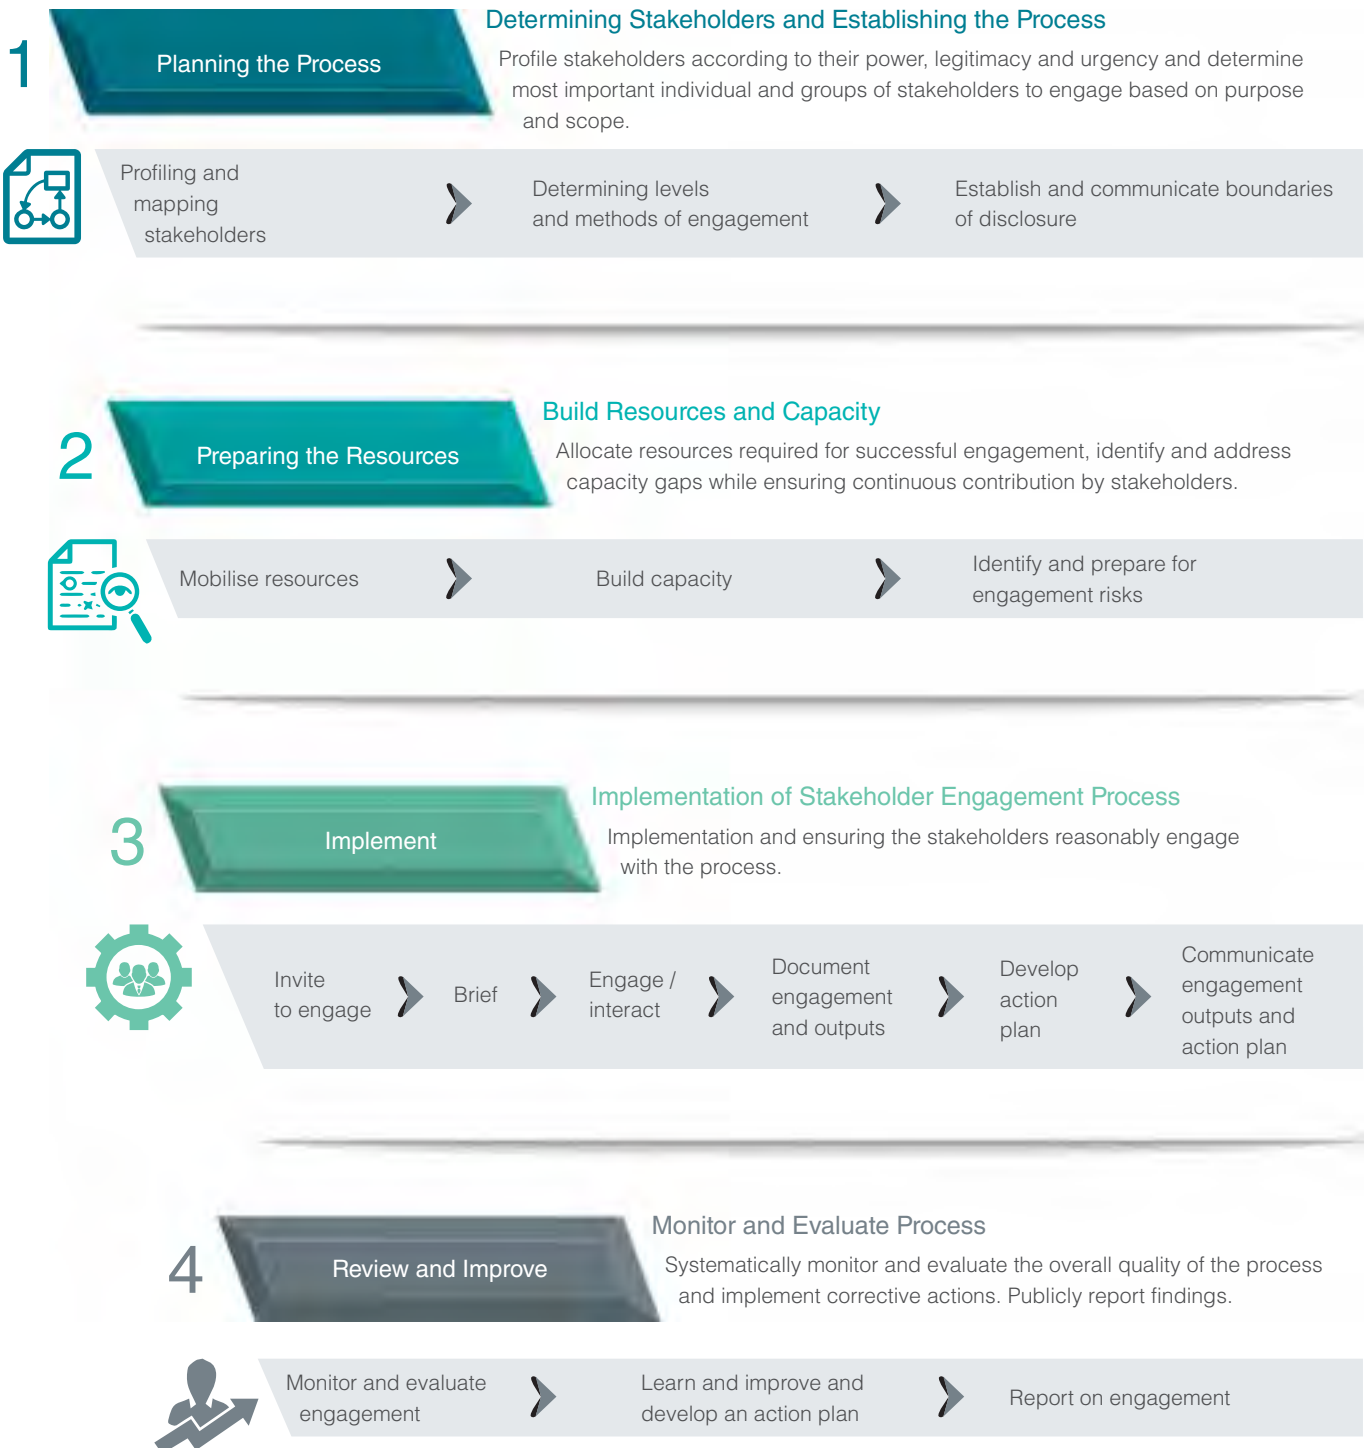 1
Planning the Process
Determining Stakeholders and Establishing the Process
Profile stakeholders according to their power, legitimacy and urgency and determine
most important individual and groups of stakeholders to engage based on purpose
and scope.
Profiling and
mapping
stakeholders
Determining levels
and methods of engagement
Establish and communicate boundaries
of disclosure
2
Preparing the Resources
Build Resources and Capacity
Allocate resources required for successful engagement, identify and address
capacity gaps while ensuring continuous contribution by stakeholders.
Mobilise resources
Build capacity
Identify and prepare for
engagement risks
3
Implement
Implementation of Stakeholder Engagement Process
Implementation and ensuring the stakeholders reasonably engage
with the process.
Invite
to engage
Brief
Engage /
interact
Document
engagement
and outputs
Develop
action
plan
Communicate
engagement
outputs and
action plan
4
Review and Improve
Monitor and Evaluate Process
Systematically monitor and evaluate the overall quality of the process
and implement corrective actions. Publicly report findings.
Monitor and evaluate
engagement
Learn and improve and
develop an action plan
Report on engagement